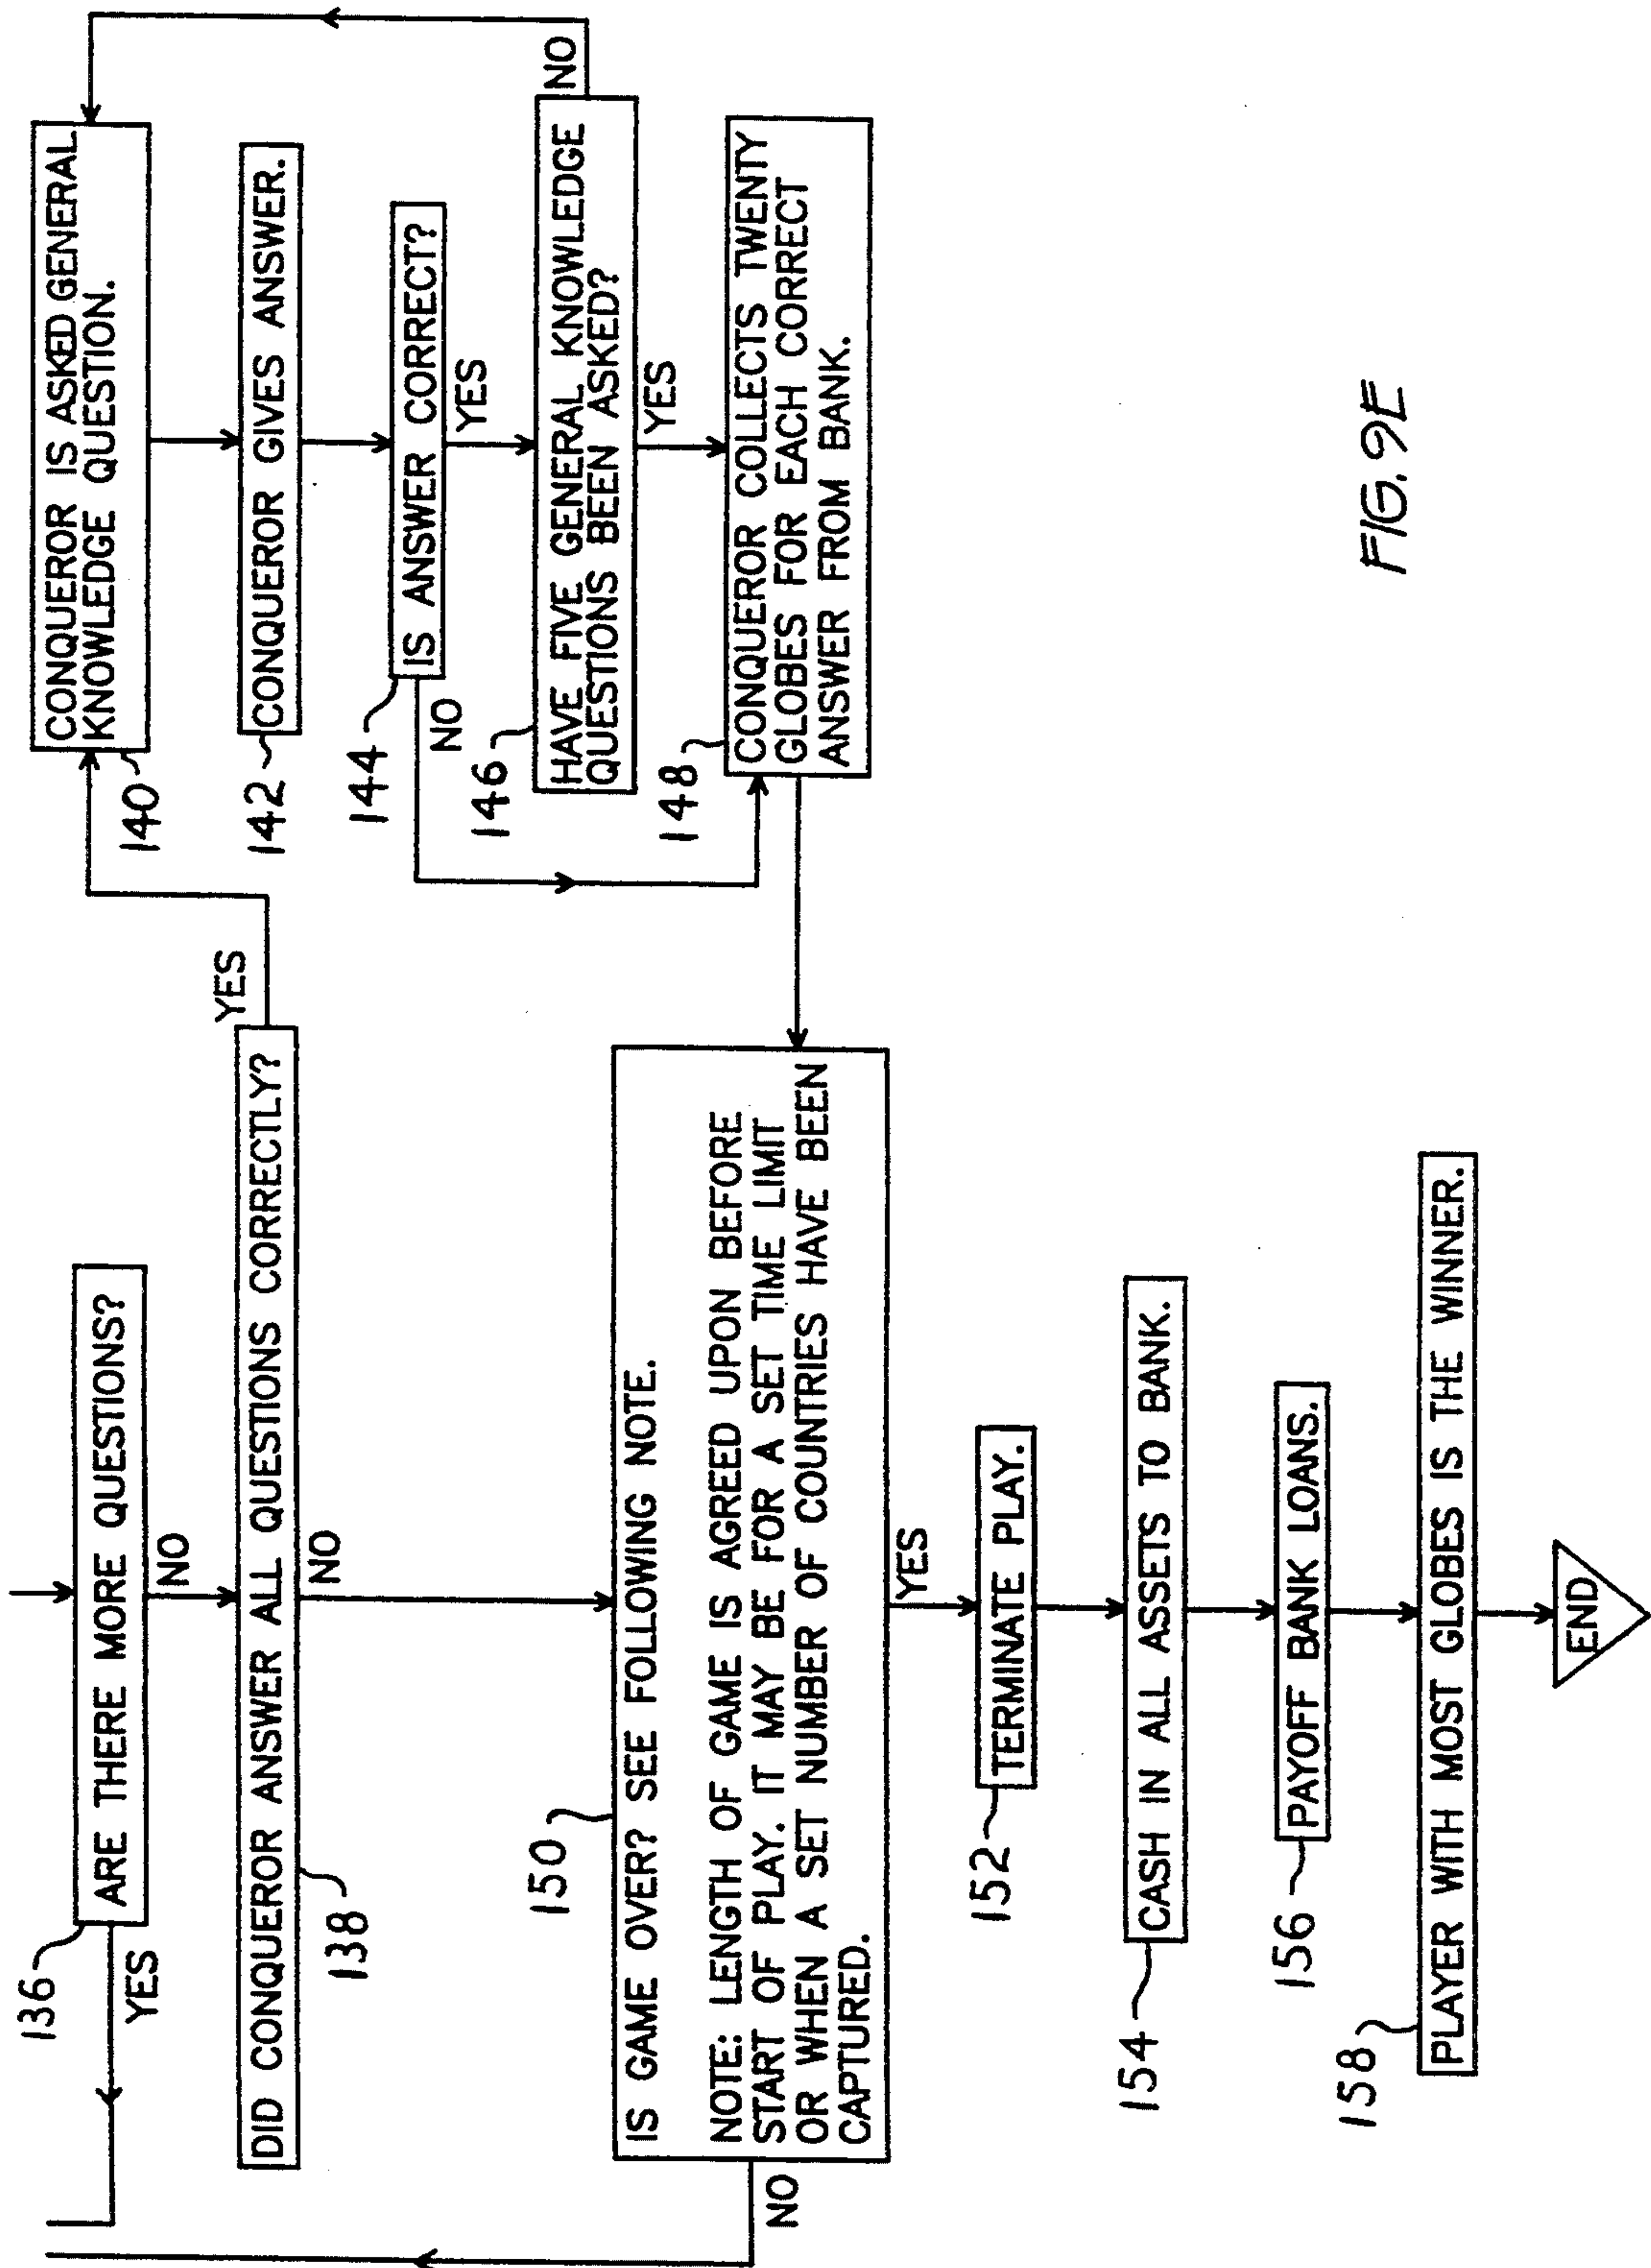 136
ARE THERE MORE QUESTIONS?
YES
NO
DID CONQUEROR ANSWER ALL QUESTIONS CORRECTLY?
138
YES
NO
CONQUEROR IS ASKED GENERAL
KNOWLEDGE QUESTION.
140
CONQUEROR GIVES ANSWER.
142
IS ANSWER CORRECT?
144
NO
YES
HAVE FIVE GENERAL KNOWLEDGE
QUESTIONS BEEN ASKED?
146
NO
YES
CONQUEROR COLLECTS TWENTY
GLOBES FOR EACH CORRECT
ANSWER FROM BANK.
148
150
IS GAME OVER? SEE FOLLOWING NOTE.
NOTE: LENGTH OF GAME IS AGREED UPON BEFORE
START OF PLAY. IT MAY BE FOR A SET TIME LIMIT
OR WHEN A SET NUMBER OF COUNTRIES HAVE BEEN
CAPTURED.
NO
YES
152
TERMINATE PLAY.
154
CASH IN ALL ASSETS TO BANK.
156
PAYOFF BANK LOANS.
158
PLAYER WITH MOST GLOBES IS THE WINNER.
END
FIG. 9E